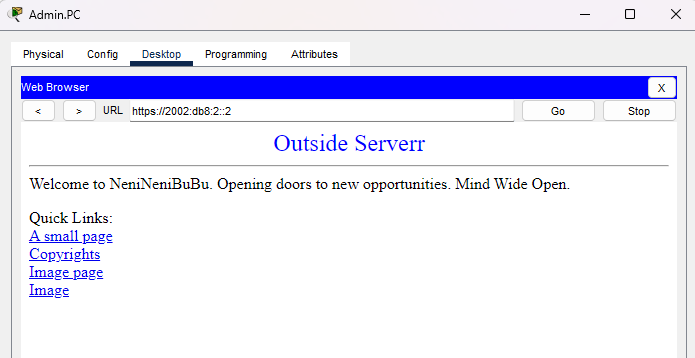 Admin.PC
Physical Config Desktop Programming Attributes
Web Browser X
< > URL https://2002:db8:2::2 Go Stop
Outside Serverr
Welcome to NeniNeniBuBu. Opening doors to new opportunities. Mind Wide Open.
Quick Links:
A small page
Copyrights
Image page
Image